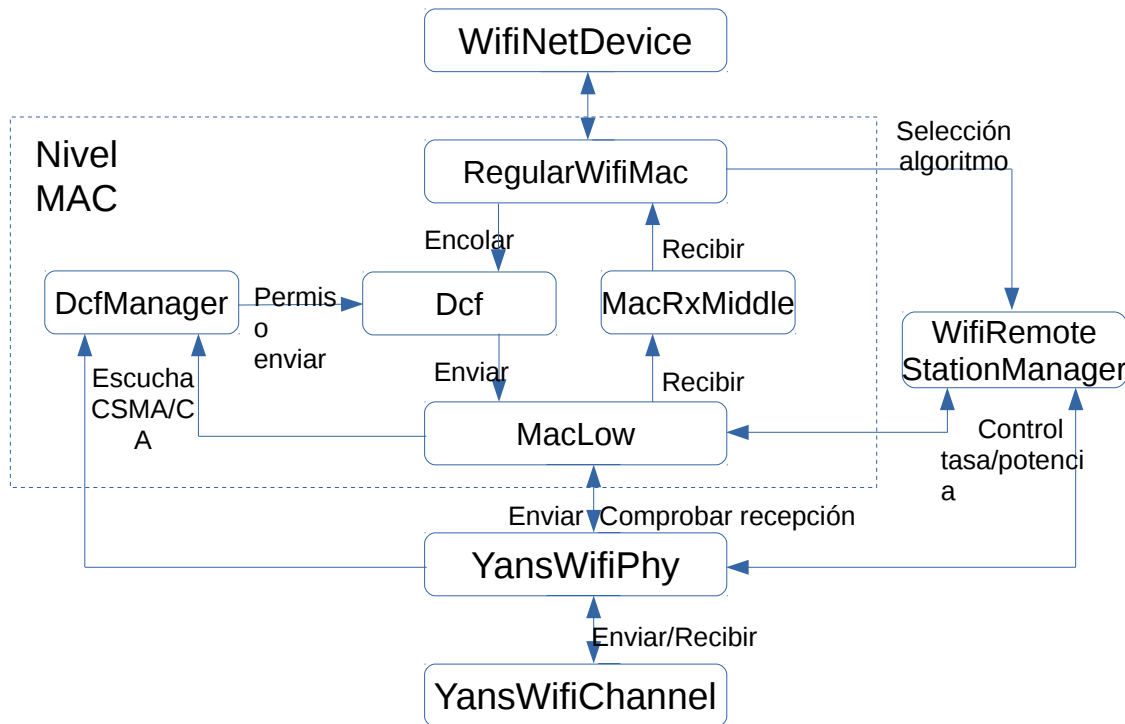 WifiNetDevice
Nivel
MAC
RegularWifiMac
Selección
algoritmo
Encolar
Recibir
DcfManager
Permis
o
enviar
Dcf
MacRxMiddle
WifiRemote
StationManager
Escucha
CSMA/C
A
Enviar
Recibir
MacLow
Control
tasa/potenci
a
Enviar
Comprobar recepción
YansWifiPhy
Enviar/Recibir
YansWifiChannel